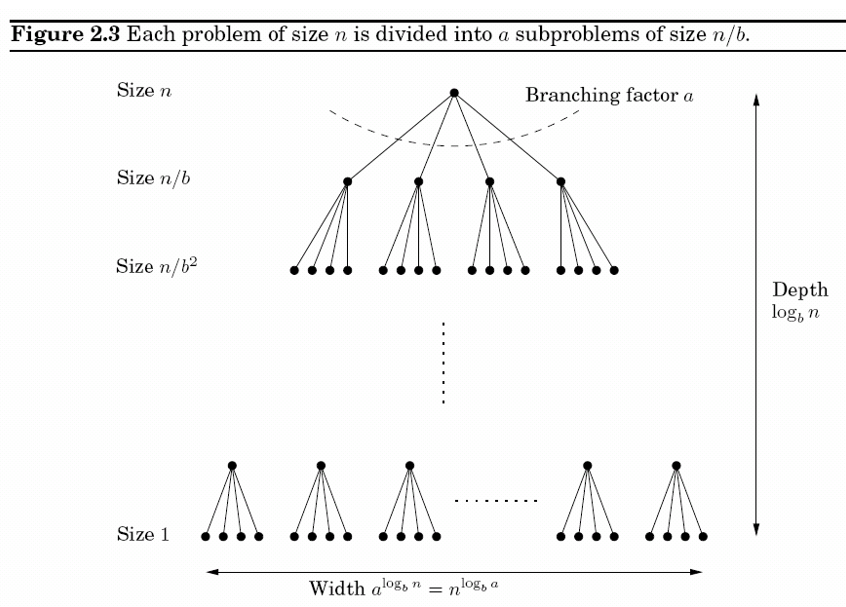 Figure 2.3 Each problem of size n is divided into a subproblems of size n/b.
Size n
Branching factor a
Size n/b
Size n/b²
Depth
log_b n
Size 1
Width a^{log_b n} = n^{log_b a}